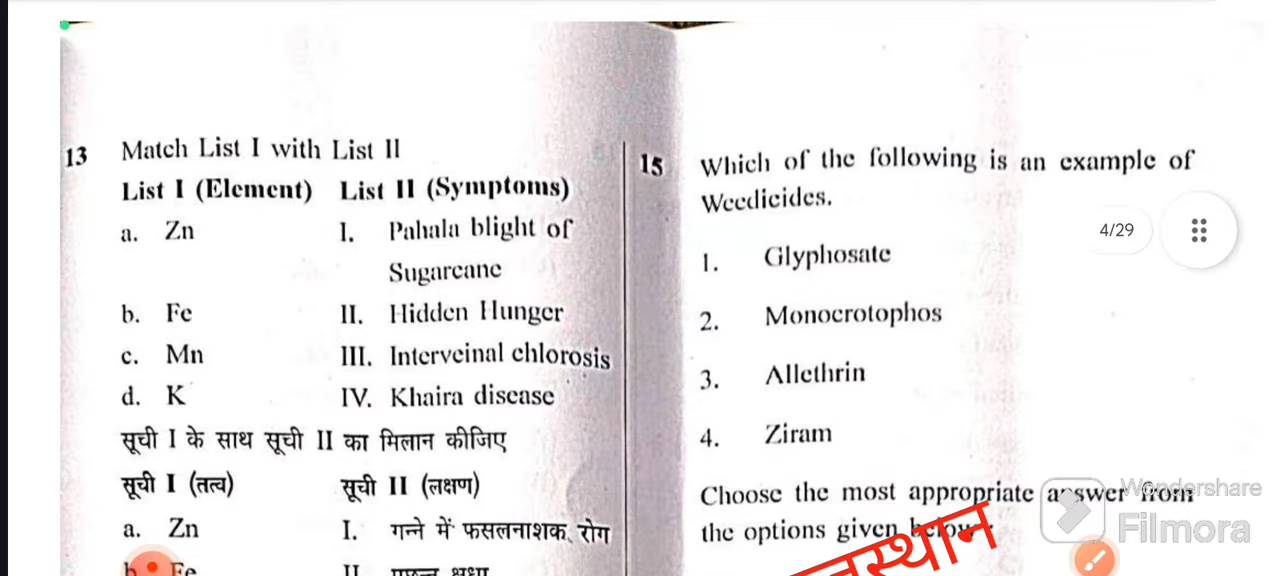 13 Match List I with List II
List I (Element) List II (Symptoms)
a. Zn I. Pahala blight of
Sugarcane
b. Fe II. Hidden Hunger
c. Mn III. Interveinal chlorosis
d. K IV. Khaira disease
सूची I के साथ सूची II का मिलान कीजिए
सूची I (तत्व) सूची II (लक्षण)
a. Zn I. गन्ने में फसलनाशक रोग
b Fe II
15 Which of the following is an example of
Weedicides.
1. Glyphosate
2. Monocrotophos
3. Allethrin
4. Ziram
Choose the most appropriate answer from
the options given below:
4/29
Wondershare
Filmora